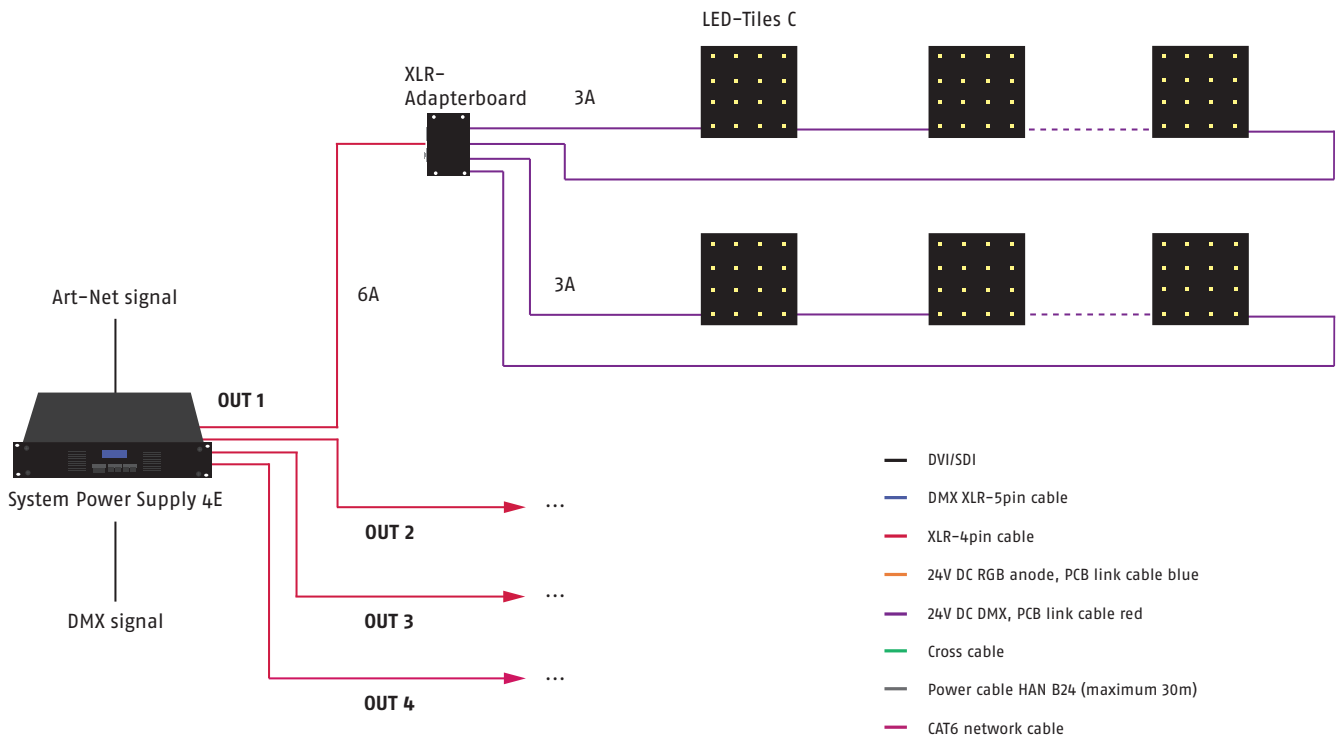 LED-Tiles C
XLR-
Adapterboard
3A
3A
6A
Art-Net signal
OUT 1
System Power Supply 4E
OUT 2
...
OUT 3
...
DMX signal
OUT 4
...
DVI/SDI
DMX XLR-5pin cable
XLR-4pin cable
24V DC RGB anode, PCB link cable blue
24V DC DMX, PCB link cable red
Cross cable
Power cable HAN B24 (maximum 30m)
CAT6 network cable